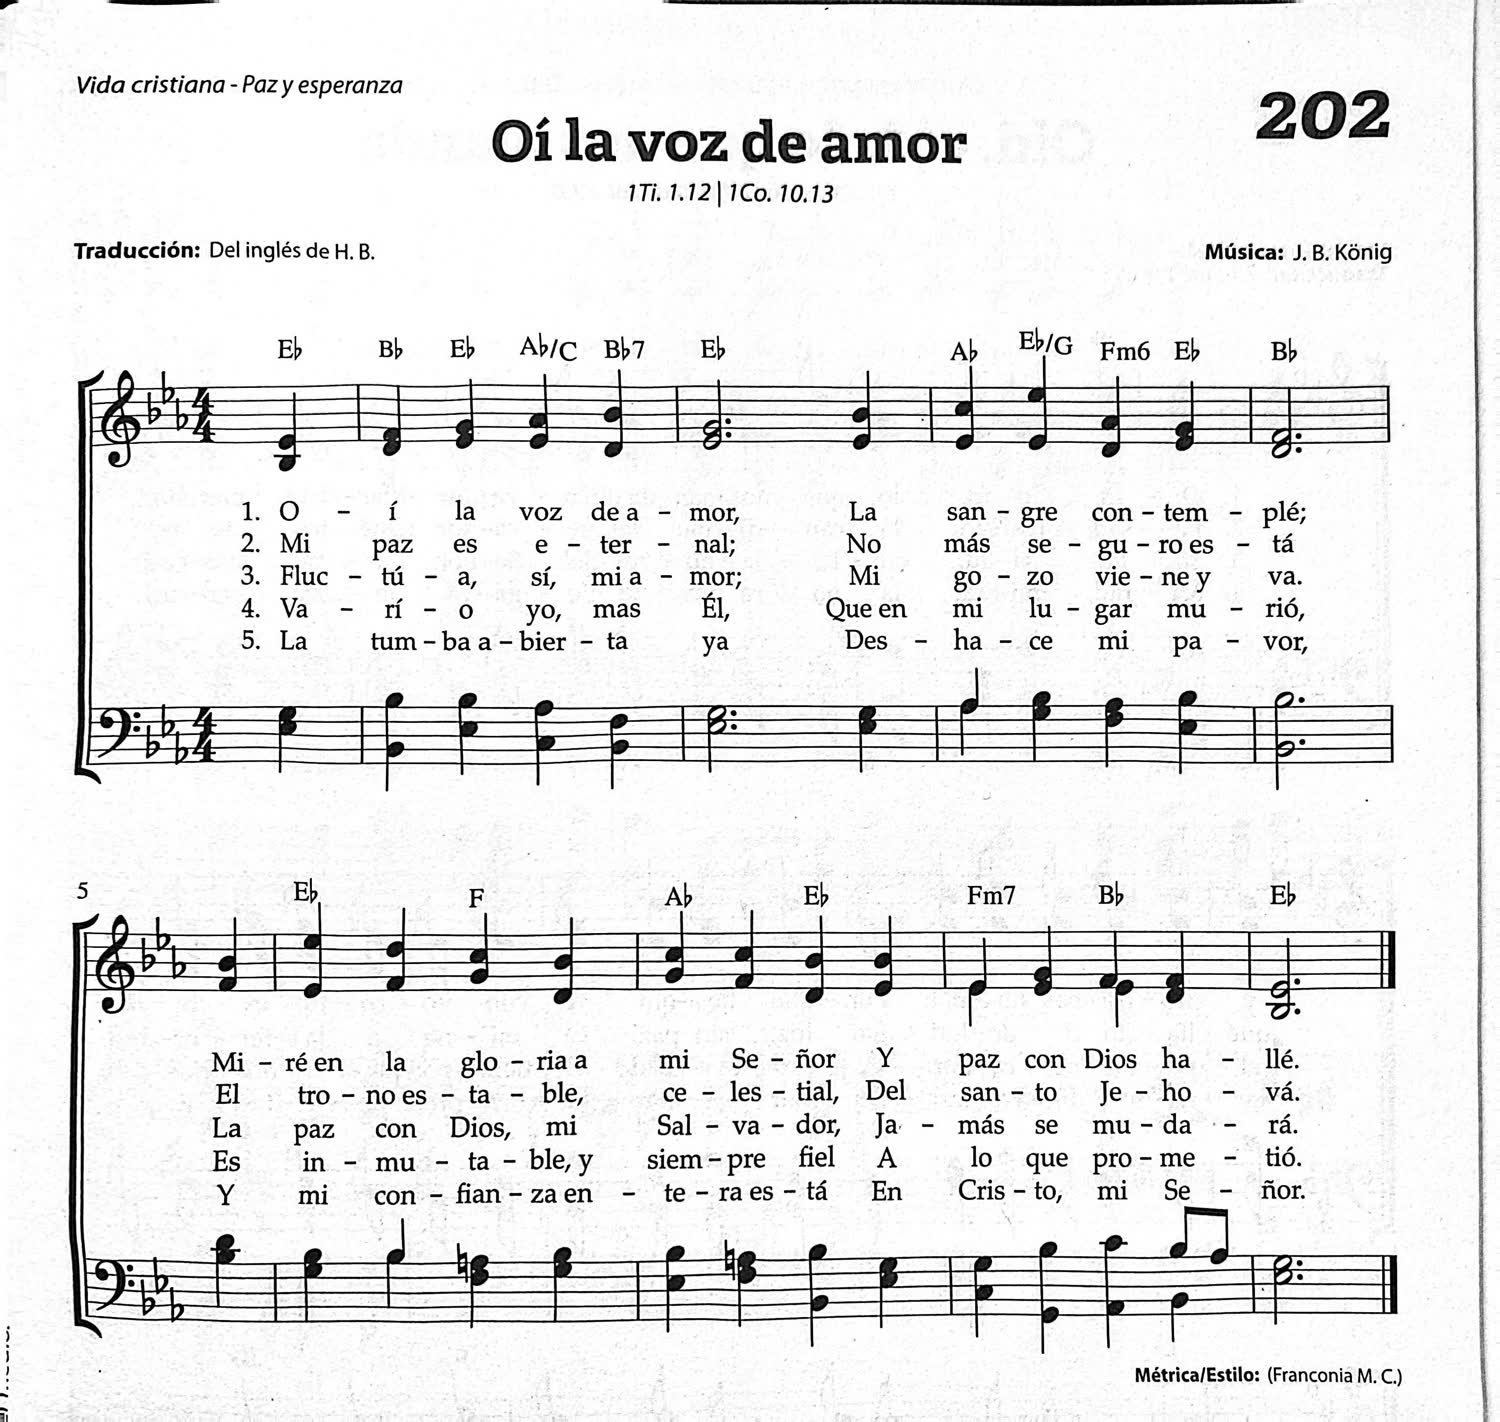 Vida cristiana - Paz y esperanza
202
Oí la voz de amor
1Ti. 1.12 | 1Co. 10.13
Traducción: Del inglés de H. B.
Música: J. B. König
E♭ B♭ E♭ A♭/C B♭7 E♭ A♭ E♭/G Fm6 E♭ B♭
1. O – í la voz de a – mor, La san – gre con – tem – plé;
2. Mi paz es e – ter – nal; No más se – gu – ro es – tá
3. Fluc – tú – a, sí, mi a – mor; Mi go – zo vie – ne y va.
4. Va – rí – o yo, mas Él, Que en mi lu – gar mu – rió,
5. La tum – ba a – bier – ta ya Des – ha – ce mi pa – vor,
5
E♭ F A♭ E♭ Fm7 B♭ E♭
Mi – ré en la glo – ria a mi Se – ñor Y paz con Dios ha – llé.
El tro – no es – ta – ble, ce – les – tial, Del san – to Je – ho – vá.
La paz con Dios, mi Sal – va – dor, Ja – más se mu – da – rá.
Es in – mu – ta – ble, y siem – pre fiel A lo que pro – me – tió.
Y mi con – fian – za en – te – ra es – tá En Cris – to, mi Se – ñor.
Métrica/Estilo: (Franconia M. C.)